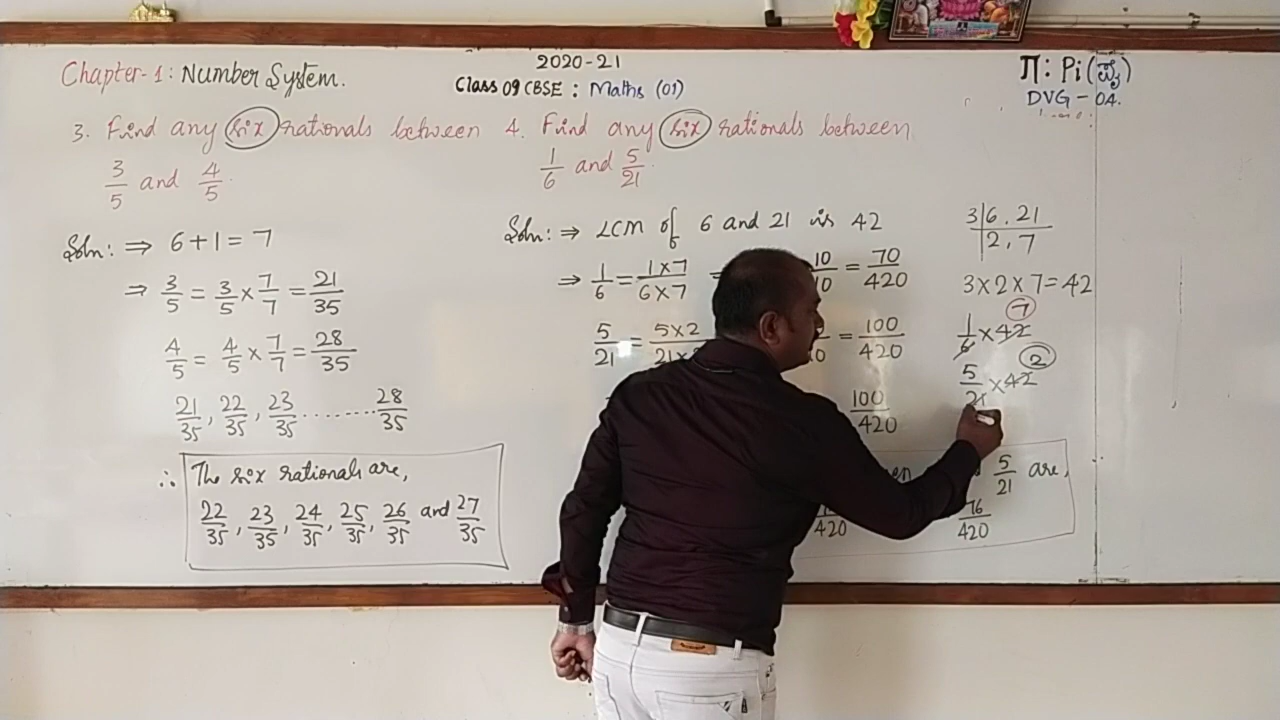 2020-21
Chapter-1: Number System.
Class 09 CBSE: Maths (01)
Π: Pi (ಪೈ)
DVG-04.
3. Find any six rationals between
3/5 and 4/5.
Soln: ⇒ 6+1=7
⇒ 3/5 = 3/5 × 7/7 = 21/35
4/5 = 4/5 × 7/7 = 28/35
21/35, 22/35, 23/35 ........ 28/35
∴ The six rationals are,
22/35, 23/35, 24/35, 25/35, 26/35 and 27/35
4. Find any six rationals between
1/6 and 5/21.
Soln: ⇒ LCM of 6 and 21 is 42
⇒ 1/6 = 1×7/6×7 = 10/10 = 70/420
5/21 = 5×2/21× = 100/420
100/420
5/21 are,
/420 76/420
3|6.21
2,7
3×2×7=42
1/6 × 42 7
5/21 × 42 2